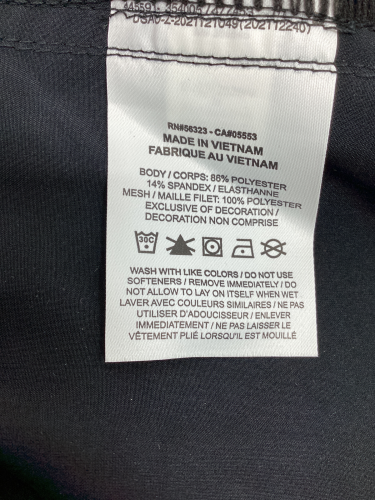 RN#56323 - CA#05553
MADE IN VIETNAM
FABRIQUE AU VIETNAM
BODY / CORPS: 86% POLYESTER
14% SPANDEX / ELASTHANNE
MESH / MAILLE FILET: 100% POLYESTER
EXCLUSIVE OF DECORATION /
DECORATION NON COMPRISE
30C
WASH WITH LIKE COLORS / DO NOT USE
SOFTENERS / REMOVE IMMEDIATELY / DO
NOT ALLOW TO LAY ON ITSELF WHEN WET
LAVER AVEC COULEURS SIMILAIRES / NE PAS
UTILISER D'ADOUCISSEUR / ENLEVER
IMMEDIATEMENT / NE PAS LAISSER LE
VÊTEMENT PLIÉ LORSQU'IL EST MOUILLÉ